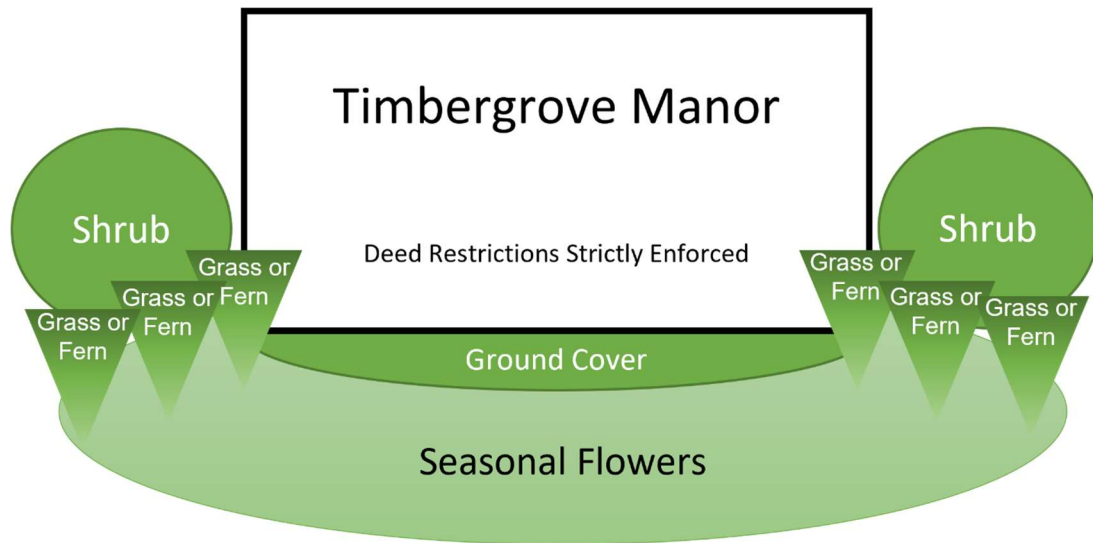 Timbergrove Manor
Deed Restrictions Strictly Enforced
Shrub
Shrub
Grass or
Fern
Grass or
Fern
Grass or
Fern
Grass or
Fern
Grass or
Fern
Grass or
Fern
Ground Cover
Seasonal Flowers